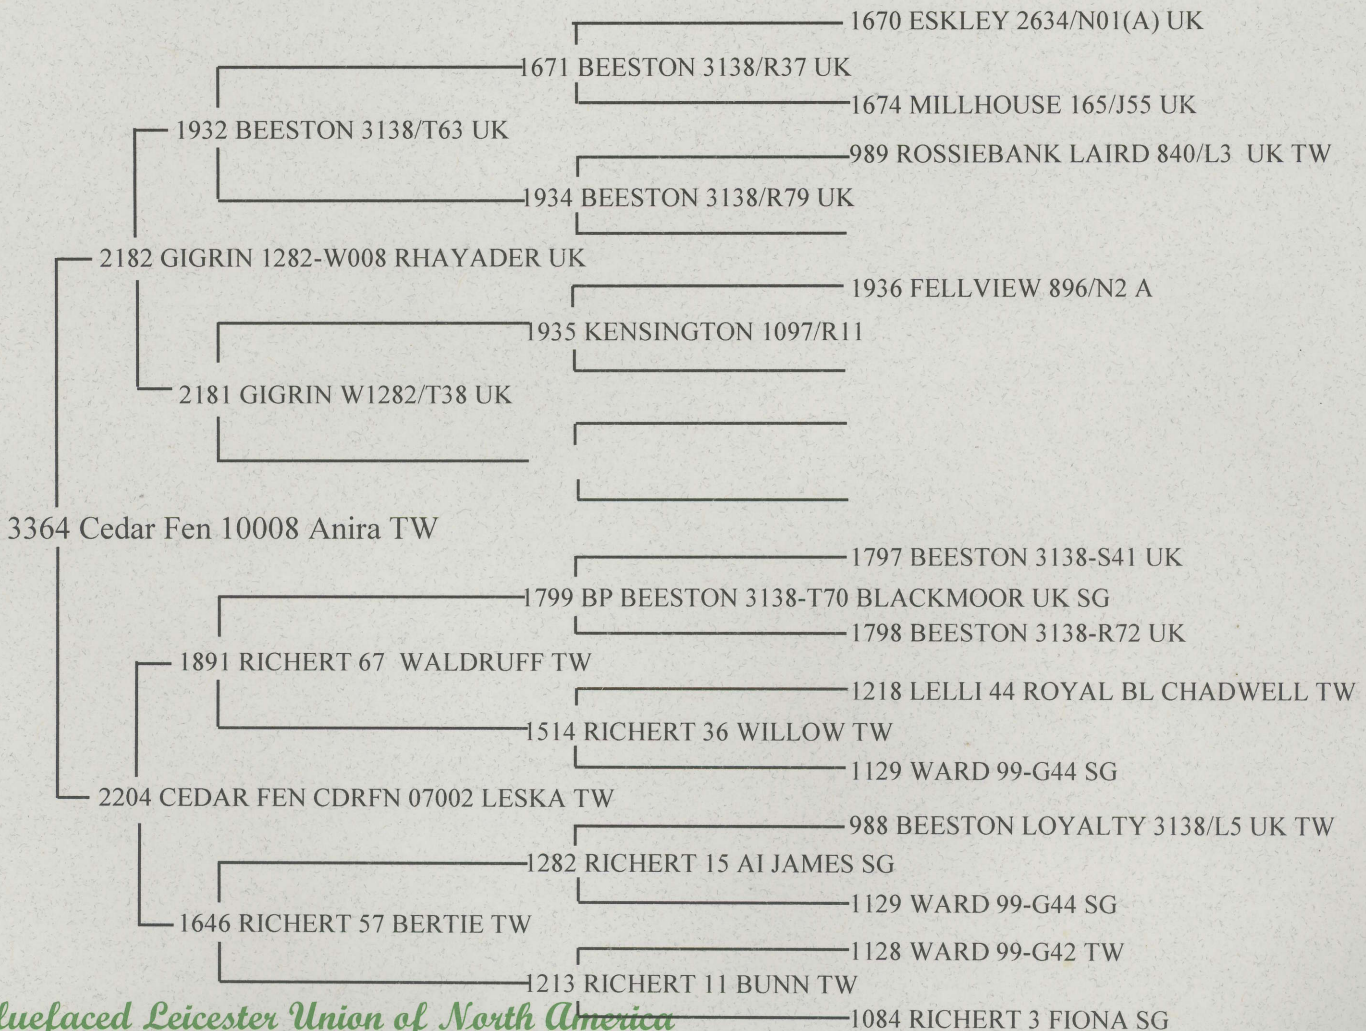 1670 ESKLEY 2634/N01(A) UK
1671 BEESTON 3138/R37 UK
1674 MILLHOUSE 165/J55 UK
1932 BEESTON 3138/T63 UK
989 ROSSIEBANK LAIRD 840/L3 UK TW
1934 BEESTON 3138/R79 UK
2182 GIGRIN 1282-W008 RHAYADER UK
1936 FELLVIEW 896/N2 A
1935 KENSINGTON 1097/R11
2181 GIGRIN W1282/T38 UK
3364 Cedar Fen 10008 Anira TW
1797 BEESTON 3138-S41 UK
1799 BP BEESTON 3138-T70 BLACKMOOR UK SG
1798 BEESTON 3138-R72 UK
1891 RICHERT 67 WALDRUFF TW
1218 LELLI 44 ROYAL BL CHADWELL TW
1514 RICHERT 36 WILLOW TW
1129 WARD 99-G44 SG
2204 CEDAR FEN CDRFN 07002 LESKA TW
988 BEESTON LOYALTY 3138/L5 UK TW
1282 RICHERT 15 AI JAMES SG
1129 WARD 99-G44 SG
1646 RICHERT 57 BERTIE TW
1128 WARD 99-G42 TW
1213 RICHERT 11 BUNN TW
luefaced Leicester Union of North America
1084 RICHERT 3 FIONA SG